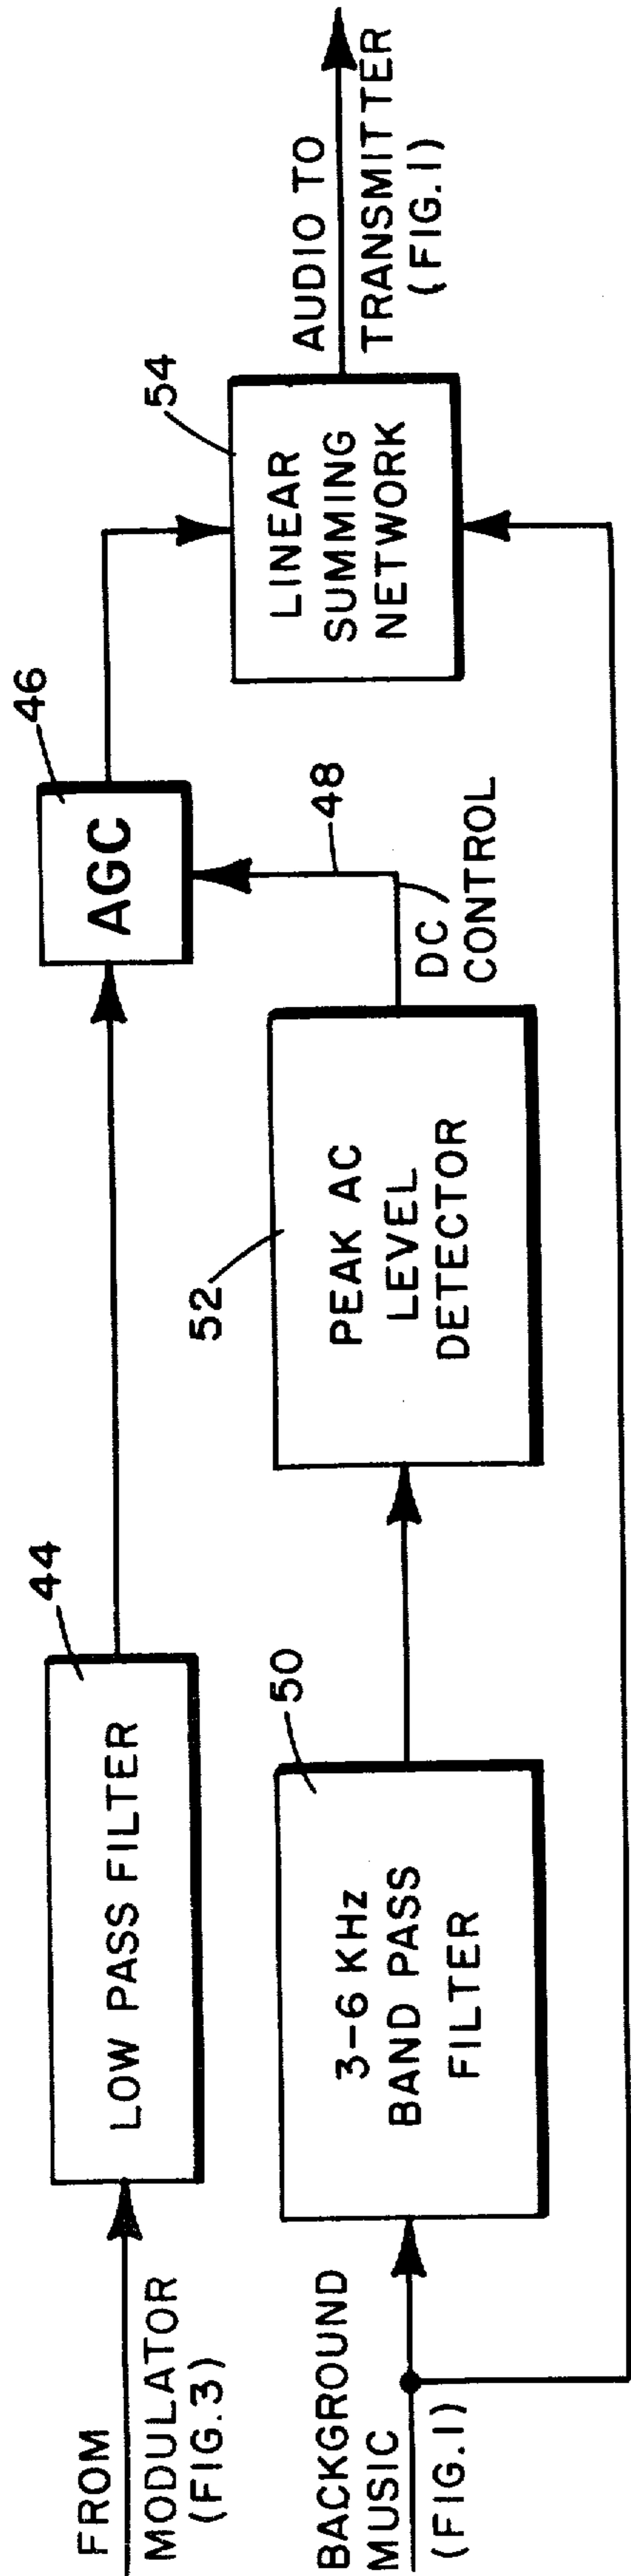 FROM
MODULATOR
(FIG.3)
LOW PASS FILTER
44
AGC
46
BACKGROUND
MUSIC
(FIG.1)
3-6 KHz
BAND PASS
FILTER
50
PEAK AC
LEVEL
DETECTOR
52
DC
CONTROL
48
LINEAR
SUMMING
NETWORK
54
AUDIO TO
TRANSMITTER
(FIG.1)